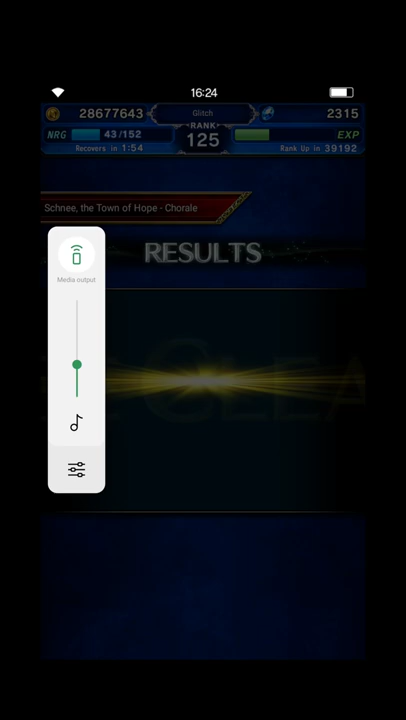 16:24
28677643 Glitch 2315
NRG 43/152 RANK 125 EXP
Recovers in 1:54 Rank Up in 39192
Schnee, the Town of Hope - Chorale
RESULTS
Media output
CLEA